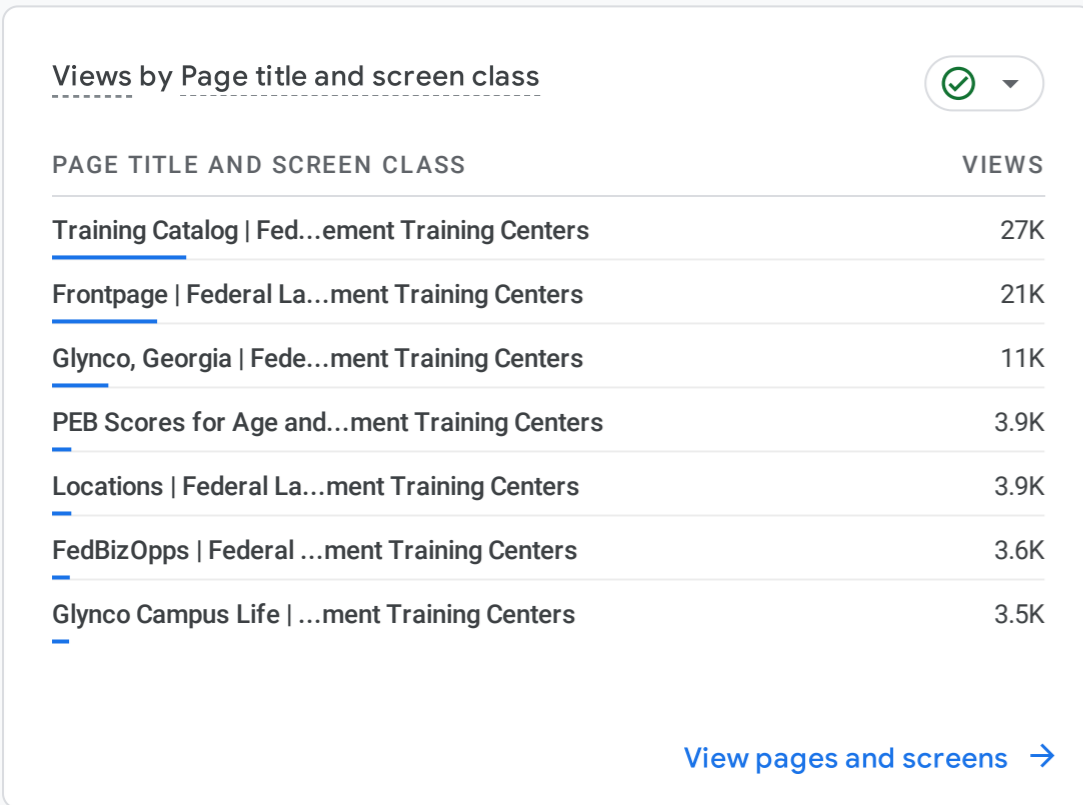 Views by Page title and screen class
PAGE TITLE AND SCREEN CLASS VIEWS
Training Catalog | Fed...ement Training Centers 27K
Frontpage | Federal La...ment Training Centers 21K
Glynco, Georgia | Fede...ment Training Centers 11K
PEB Scores for Age and...ment Training Centers 3.9K
Locations | Federal La...ment Training Centers 3.9K
FedBizOpps | Federal ...ment Training Centers 3.6K
Glynco Campus Life | ...ment Training Centers 3.5K
View pages and screens →